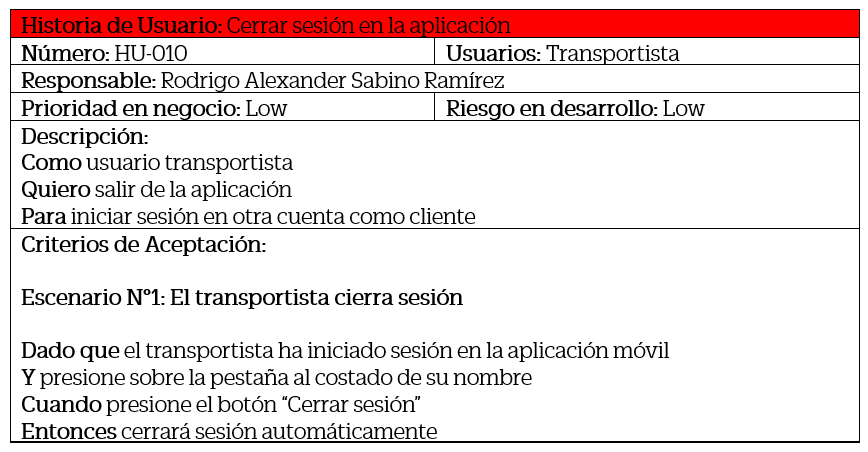 Historia de Usuario: Cerrar sesión en la aplicación
Número: HU-010 Usuarios: Transportista
Responsable: Rodrigo Alexander Sabino Ramírez
Prioridad en negocio: Low Riesgo en desarrollo: Low
Descripción:
Como usuario transportista
Quiero salir de la aplicación
Para iniciar sesión en otra cuenta como cliente
Criterios de Aceptación:
Escenario N°1: El transportista cierra sesión
Dado que el transportista ha iniciado sesión en la aplicación móvil
Y presione sobre la pestaña al costado de su nombre
Cuando presione el botón “Cerrar sesión”
Entonces cerrará sesión automáticamente